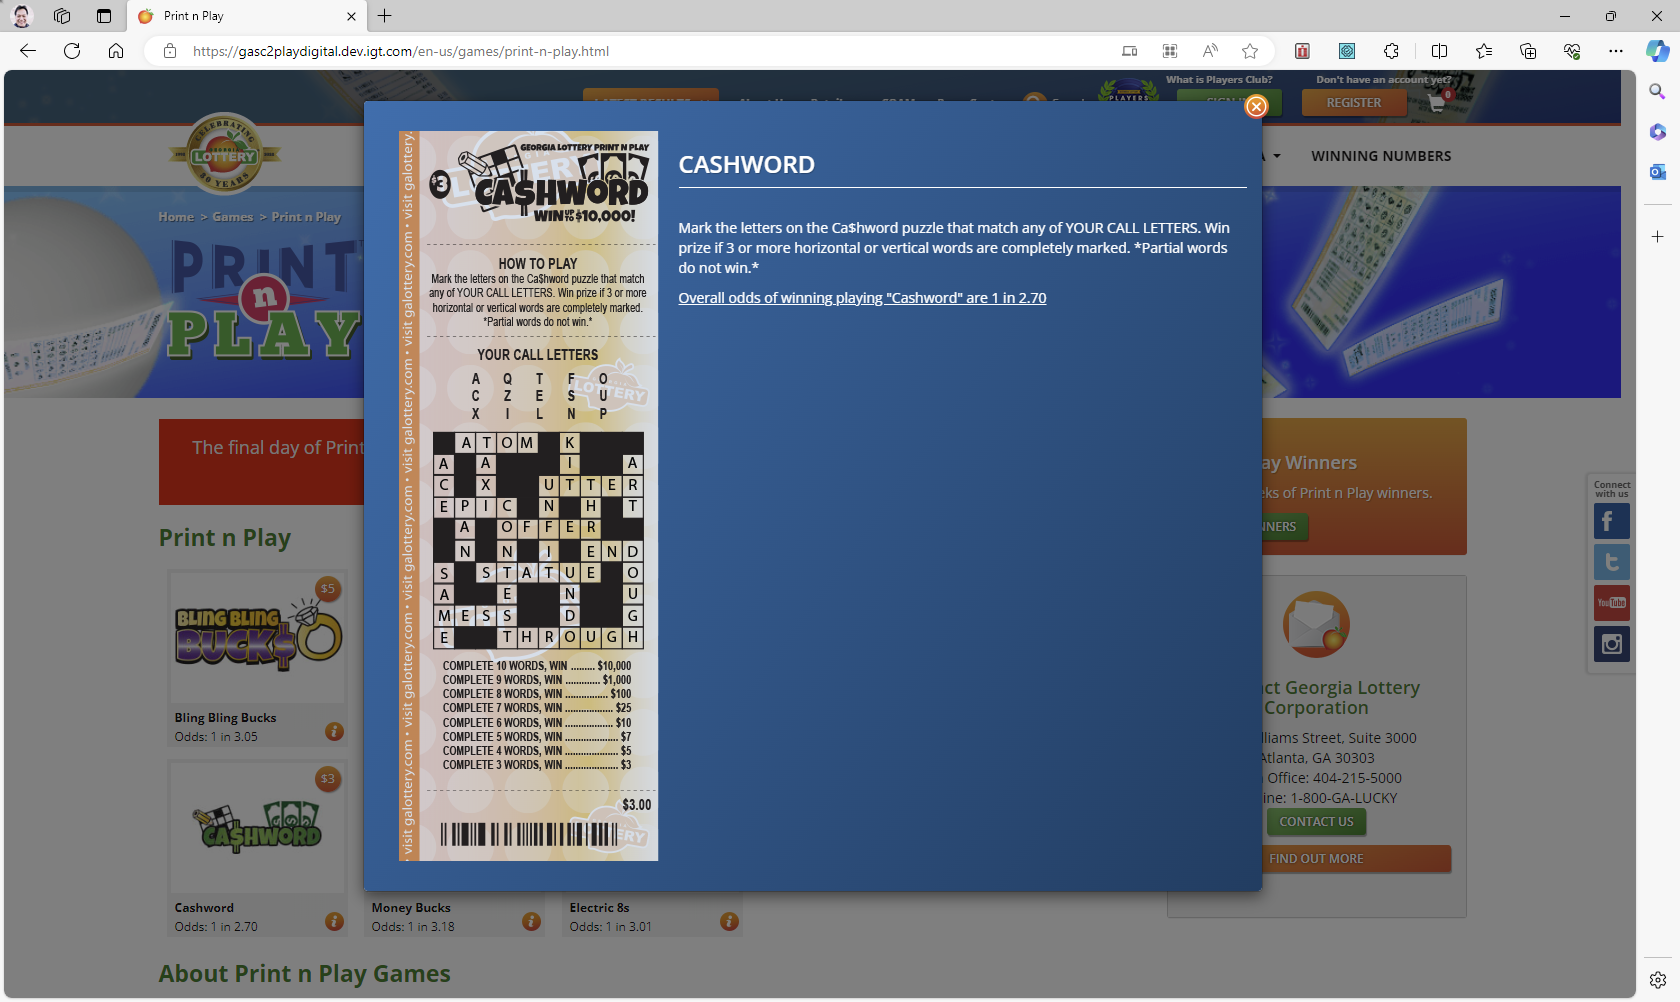 Print n Play
https://gasc2playdigital.dev.igt.com/en-us/games/print-n-play.html
What is Players Club?
Don't have an account yet?
PLAYERS
REGISTER
0
CELEBRATING
LOTTERY
30 YEARS
WINNING NUMBERS
Home > Games > Print n Play
PRINT
n
PLAY
The final day of Print
Print n Play
$5
BLING BLING
BUCK$
Bling Bling Bucks
Odds: 1 in 3.05
$3
CA$HWORD
Cashword
Odds: 1 in 2.70
Money Bucks
Odds: 1 in 3.18
Electric 8s
Odds: 1 in 3.01
About Print n Play Games
visit galottery.com • visit galottery.com • visit galottery.com • visit galottery.com • visit galottery.com • visit galottery.com
GEORGIA LOTTERY PRINT N PLAY
$3
CA$HWORD
WIN UP TO $10,000!
HOW TO PLAY
Mark the letters on the Ca$hword puzzle that match
any of YOUR CALL LETTERS. Win prize if 3 or more
horizontal or vertical words are completely marked.
*Partial words do not win.*
YOUR CALL LETTERS
A Q T F O
C Z E S U
X I L N P
LOTTERY
A T O M K
A A I A
C X U T T E R
E P I C N H T
A O F F E R
N N I E N D
S S T A T U E O
A E N U
M E S S D G
E T H R O U G H
COMPLETE 10 WORDS, WIN ......... $10,000
COMPLETE 9 WORDS, WIN ............. $1,000
COMPLETE 8 WORDS, WIN ................ $100
COMPLETE 7 WORDS, WIN .................. $25
COMPLETE 6 WORDS, WIN .................. $10
COMPLETE 5 WORDS, WIN .................... $7
COMPLETE 4 WORDS, WIN .................... $5
COMPLETE 3 WORDS, WIN .................... $3
$3.00
CASHWORD
Mark the letters on the Ca$hword puzzle that match any of YOUR CALL LETTERS. Win
prize if 3 or more horizontal or vertical words are completely marked. *Partial words
do not win.*
Overall odds of winning playing "Cashword" are 1 in 2.70
ay Winners
eks of Print n Play winners.
NNERS
Connect
with us
You Tube
ct Georgia Lottery
Corporation
lliams Street, Suite 3000
Atlanta, GA 30303
Office: 404-215-5000
ine: 1-800-GA-LUCKY
CONTACT US
FIND OUT MORE